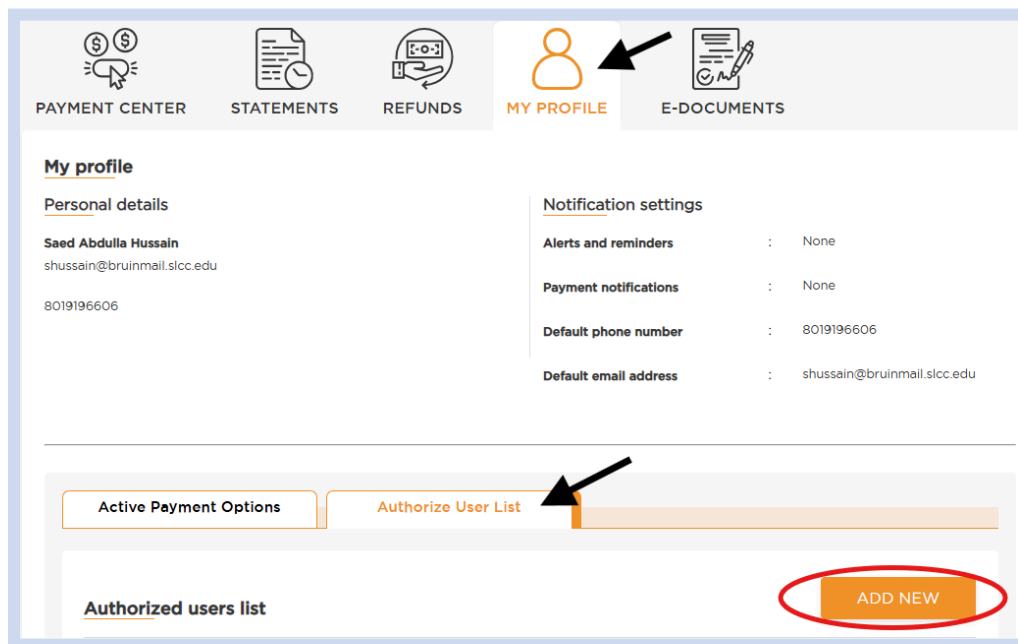 PAYMENT CENTER
STATEMENTS
REFUNDS
MY PROFILE
E-DOCUMENTS
My profile
Personal details
Saed Abdulla Hussain
shussain@bruinmail.slcc.edu
8019196606
Notification settings
Alerts and reminders : None
Payment notifications : None
Default phone number : 8019196606
Default email address : shussain@bruinmail.slcc.edu
Active Payment Options
Authorize User List
Authorized users list
ADD NEW